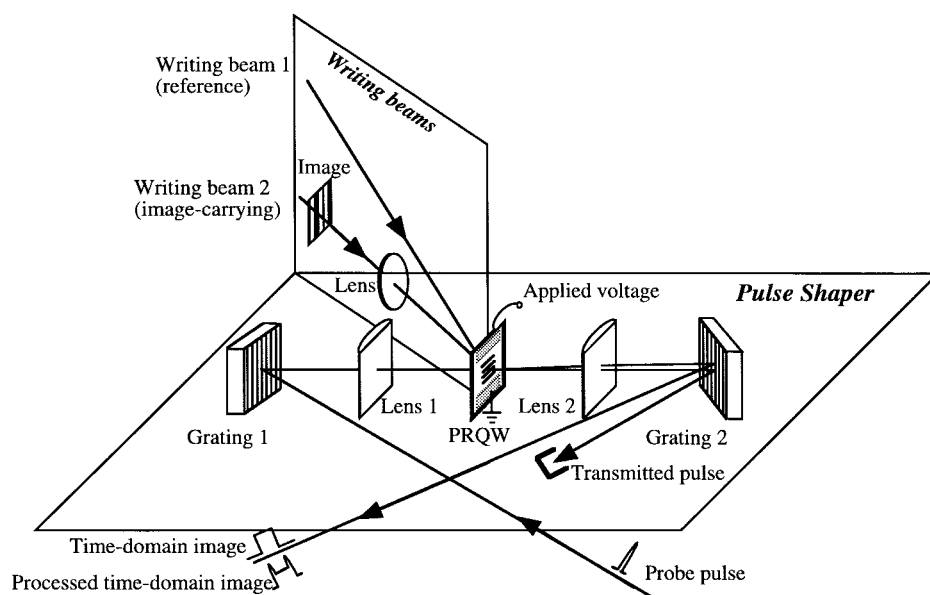 Writing beam 1
(reference)
Writing beams
Image
Writing beam 2
(image-carrying)
Lens
Applied voltage
Pulse Shaper
Lens 1
Lens 2
Grating 1
PRQW
Grating 2
Transmitted pulse
Time-domain image
Processed time-domain image
Probe pulse